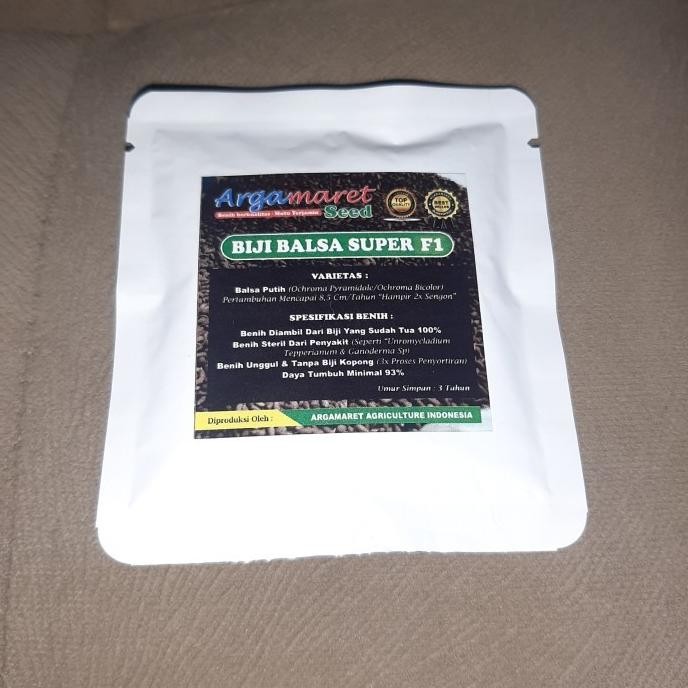 Argamaret
Benih berkualitas - Mutu Terjamin
Seed
TOP
QUALITY
BEST
SELLER
BIJI BALSA SUPER F1
VARIETAS :
Balsa Putih (Ochroma Pyramidale/Ochroma Bicolor)
Pertumbuhan Mencapai 8,5 Cm/Tahun "Hampir 2x Sengon"
SPESIFIKASI BENIH :
Benih Diambil Dari Biji Yang Sudah Tua 100%
Benih Steril Dari Penyakit (Seperti "Unromycladium
Tepperianum & Ganoderma Sp)
Benih Unggul & Tanpa Biji Kopong (3x Proses Penyortiran)
Daya Tumbuh Minimal 93%
Umur Simpan : 3 Tahun
Diproduksi Oleh :
ARGAMARET AGRICULTURE INDONESIA